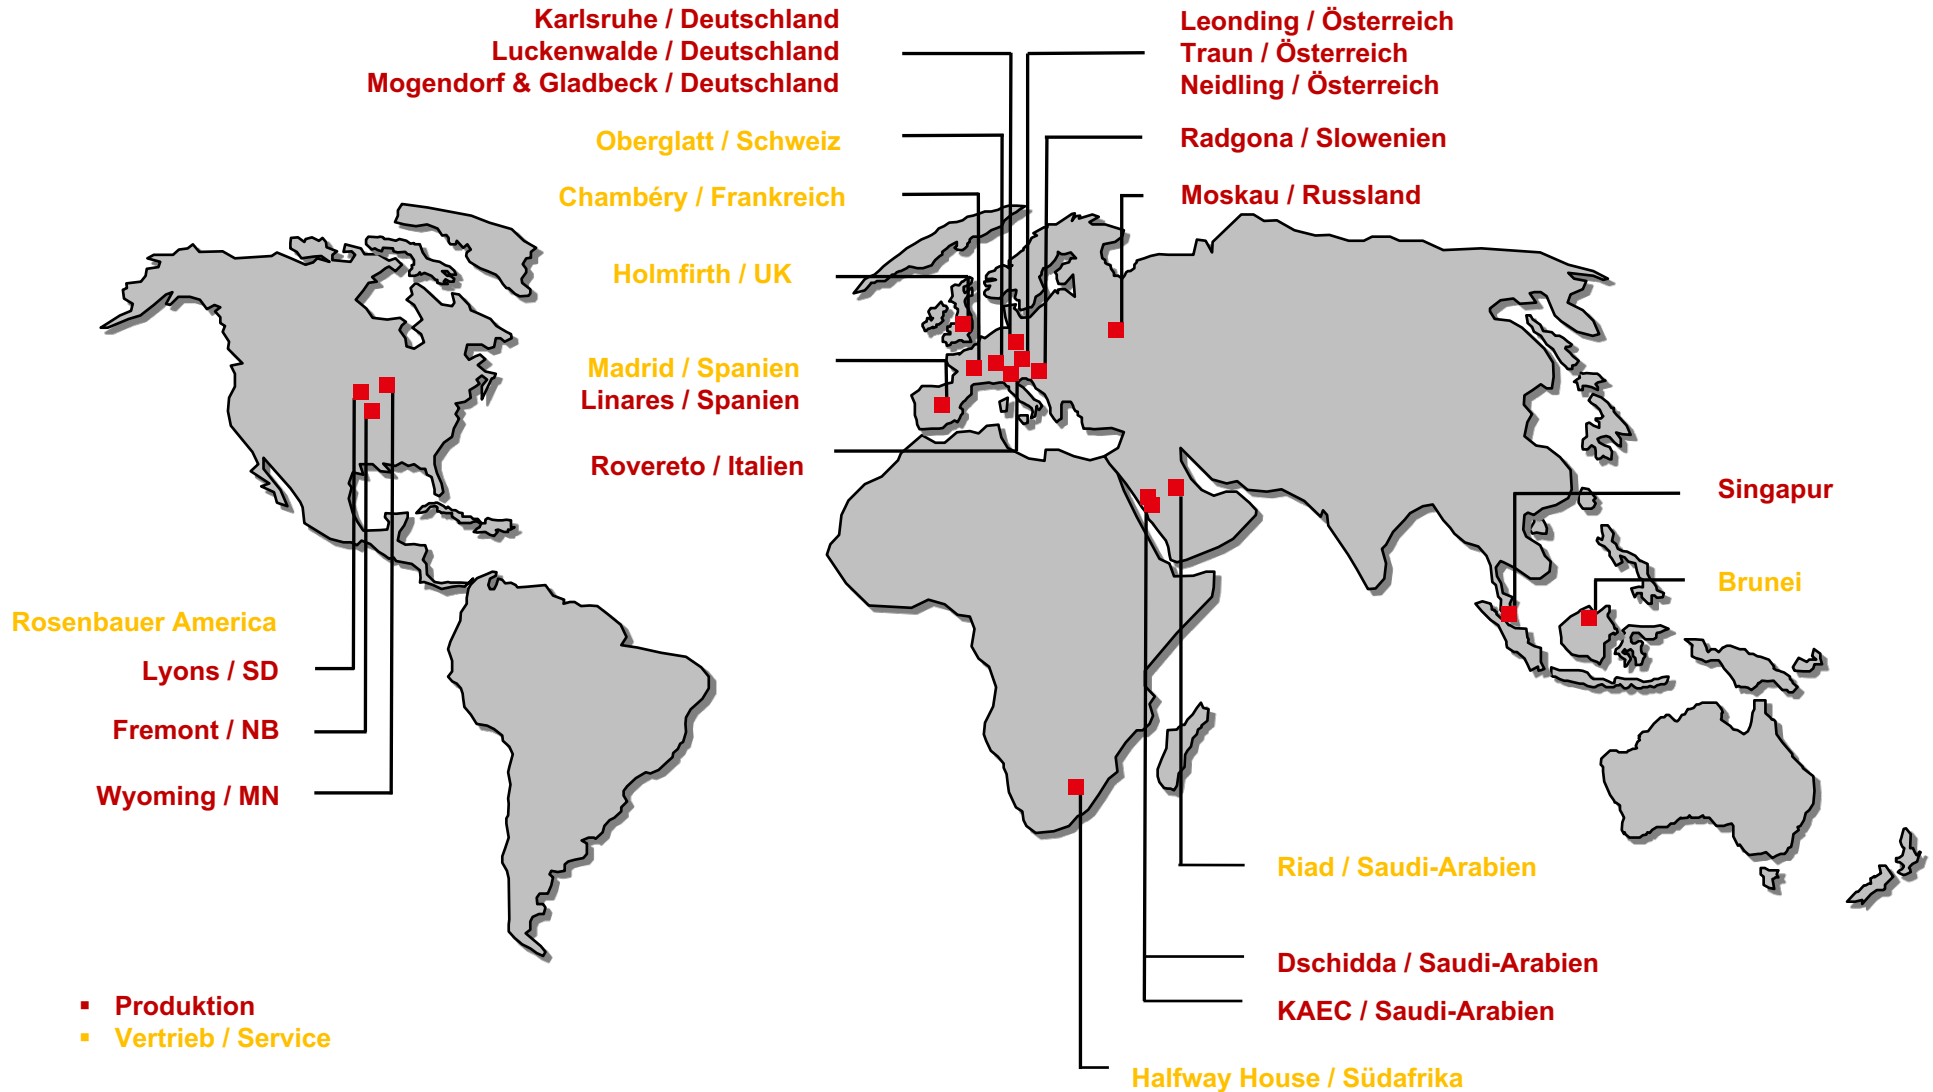 Karlsruhe / Deutschland
Luckenwalde / Deutschland
Mogendorf & Gladbeck / Deutschland
Leonding / Österreich
Traun / Österreich
Neidling / Österreich
Oberglatt / Schweiz
Radgona / Slowenien
Chambéry / Frankreich
Moskau / Russland
Holmfirth / UK
Madrid / Spanien
Linares / Spanien
Rovereto / Italien
Singapur
Brunei
Rosenbauer America
Lyons / SD
Fremont / NB
Wyoming / MN
Riad / Saudi-Arabien
Dschidda / Saudi-Arabien
KAEC / Saudi-Arabien
Halfway House / Südafrika
▪ Produktion
▪ Vertrieb / Service